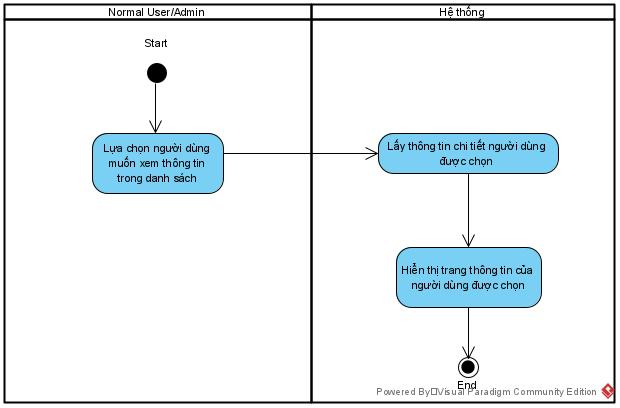 Normal User/Admin
Hệ thống
Start
Lựa chọn người dùng
muốn xem thông tin
trong danh sách
Lấy thông tin chi tiết người dùng
được chọn
Hiển thị trang thông tin của
người dùng được chọn
End
Powered By Visual Paradigm Community Edition